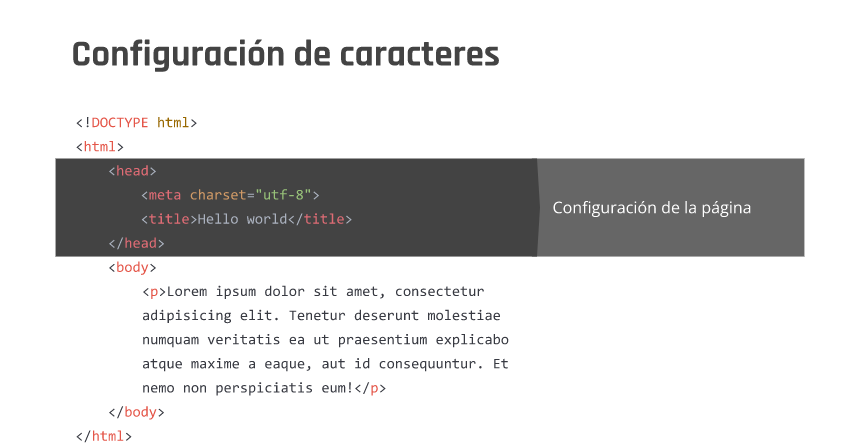 Configuración de caracteres
<!DOCTYPE html>
<html>
<head>
<meta charset="utf-8">
<title>Hello world</title>
Configuración de la página
</head>
<body>
<p>Lorem ipsum dolor sit amet, consectetur
adipisicing elit. Tenetur deserunt molestiae
numquam veritatis ea ut praesentium explicabo
atque maxime a eaque, aut id consequuntur. Et
nemo non perspiciatis eum!</p>
</body>
</html>